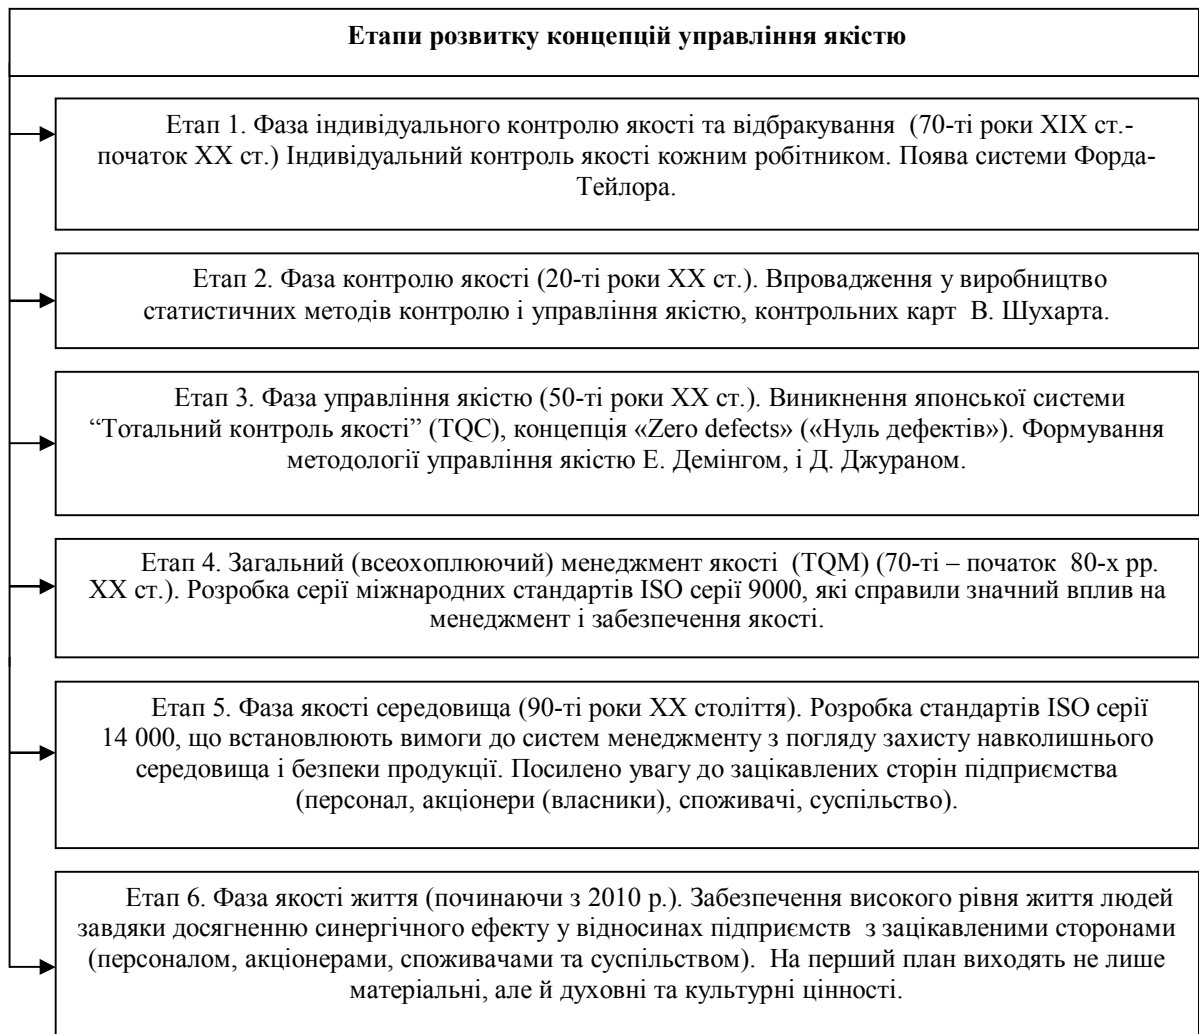 Етапи розвитку концепцій управління якістю
Етап 1. Фаза індивідуального контролю якості та відбракування (70-ті роки XIX ст.-
початок XX ст.) Індивідуальний контроль якості кожним робітником. Поява системи Форда-
Тейлора.
Етап 2. Фаза контролю якості (20-ті роки XX ст.). Впровадження у виробництво
статистичних методів контролю і управління якістю, контрольних карт В. Шухарта.
Етап 3. Фаза управління якістю (50-ті роки XX ст.). Виникнення японської системи
“Тотальний контроль якості” (TQC), концепція «Zero defects» («Нуль дефектів»). Формування
методології управління якістю Е. Демінгом, і Д. Джураном.
Етап 4. Загальний (всеохоплюючий) менеджмент якості (TQM) (70-ті – початок 80-х рр.
XX ст.). Розробка серії міжнародних стандартів ISO серії 9000, які справили значний вплив на
менеджмент і забезпечення якості.
Етап 5. Фаза якості середовища (90-ті роки XX століття). Розробка стандартів ISO серії
14 000, що встановлюють вимоги до систем менеджменту з погляду захисту навколишнього
середовища і безпеки продукції. Посилено увагу до зацікавлених сторін підприємства
(персонал, акціонери (власники), споживачі, суспільство).
Етап 6. Фаза якості життя (починаючи з 2010 р.). Забезпечення високого рівня життя людей
завдяки досягненню синергічного ефекту у відносинах підприємств з зацікавленими сторонами
(персоналом, акціонерами, споживачами та суспільством). На перший план виходять не лише
матеріальні, але й духовні та культурні цінності.